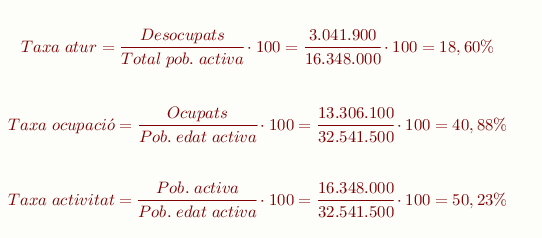 Taxa atur = Desocupats / Total pob. activa · 100 = 3.041.900 / 16.348.000 · 100 = 18,60%
Taxa ocupació = Ocupats / Pob. edat activa · 100 = 13.306.100 / 32.541.500 · 100 = 40,88%
Taxa activitat = Pob. activa / Pob. edat activa · 100 = 16.348.000 / 32.541.500 · 100 = 50,23%